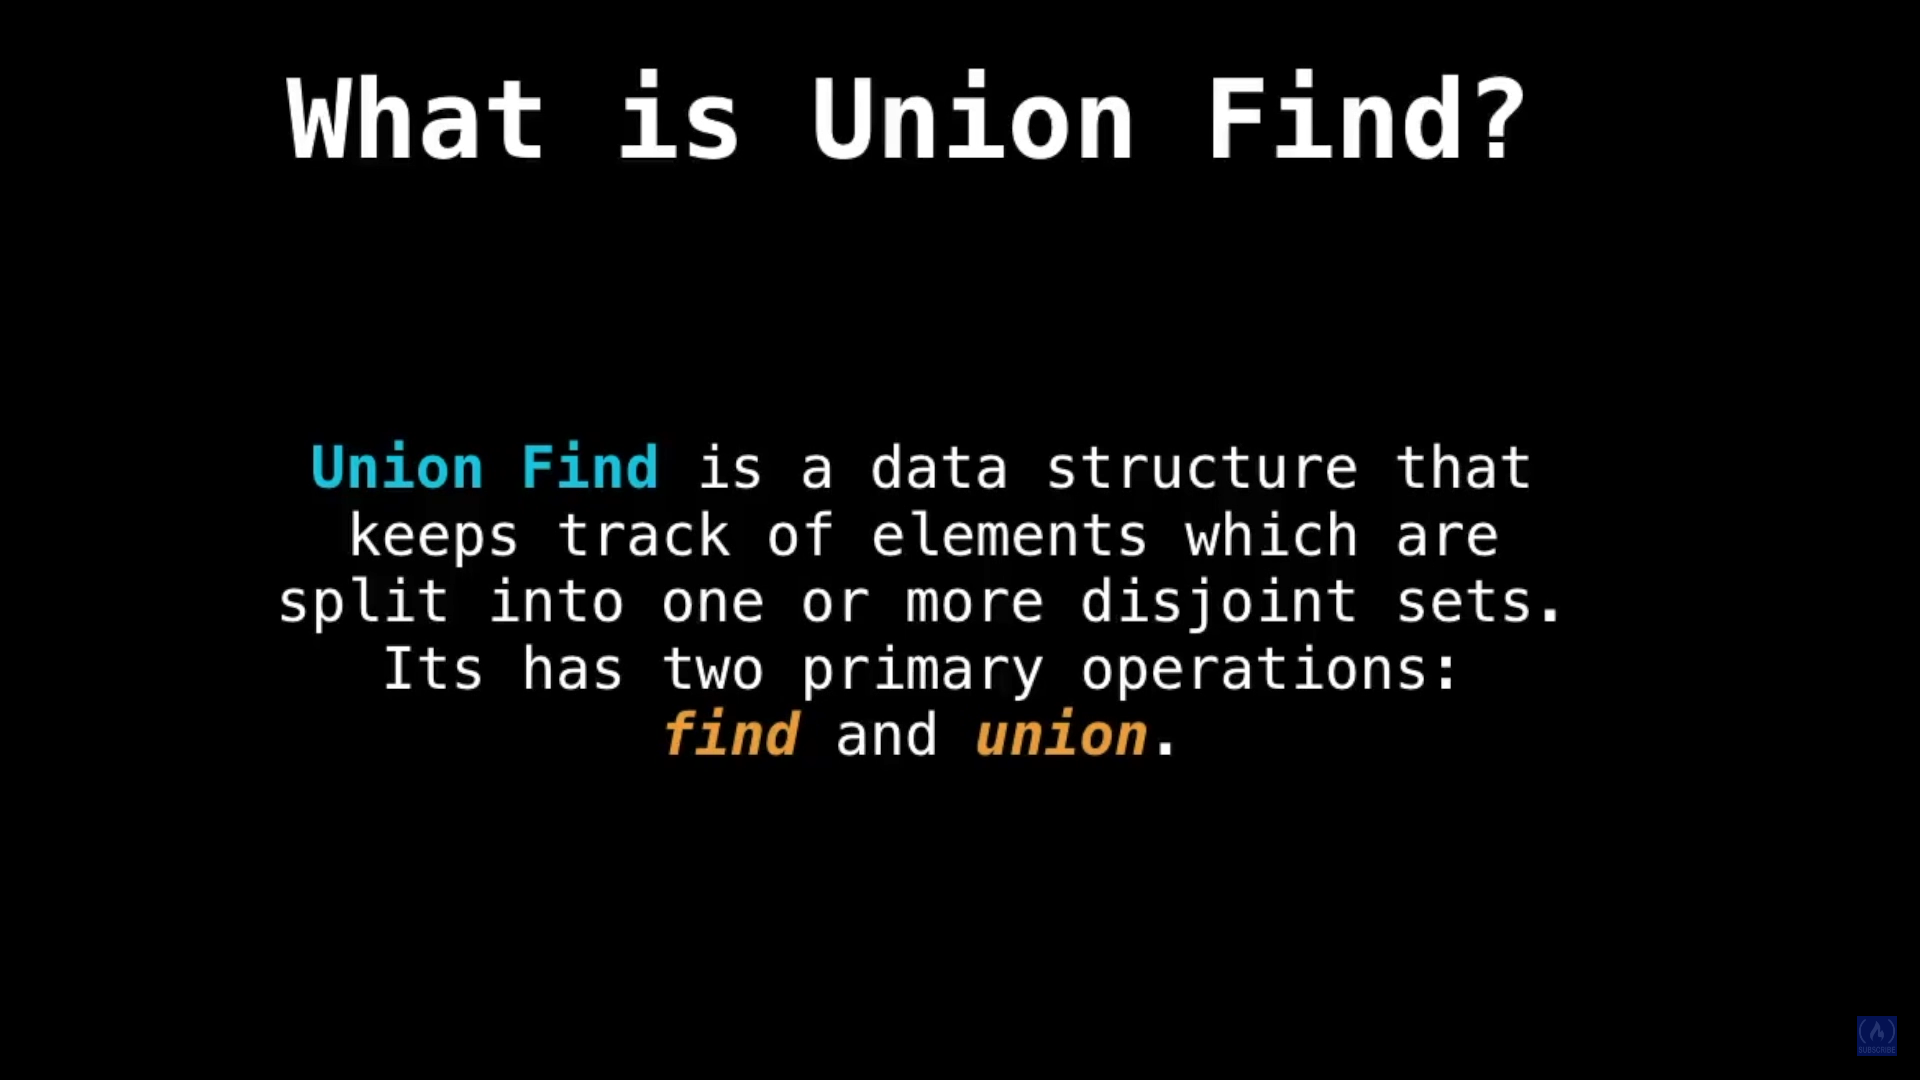 What is Union Find?
Union Find is a data structure that
keeps track of elements which are
split into one or more disjoint sets.
Its has two primary operations:
find and union.
SUBSCRIBE